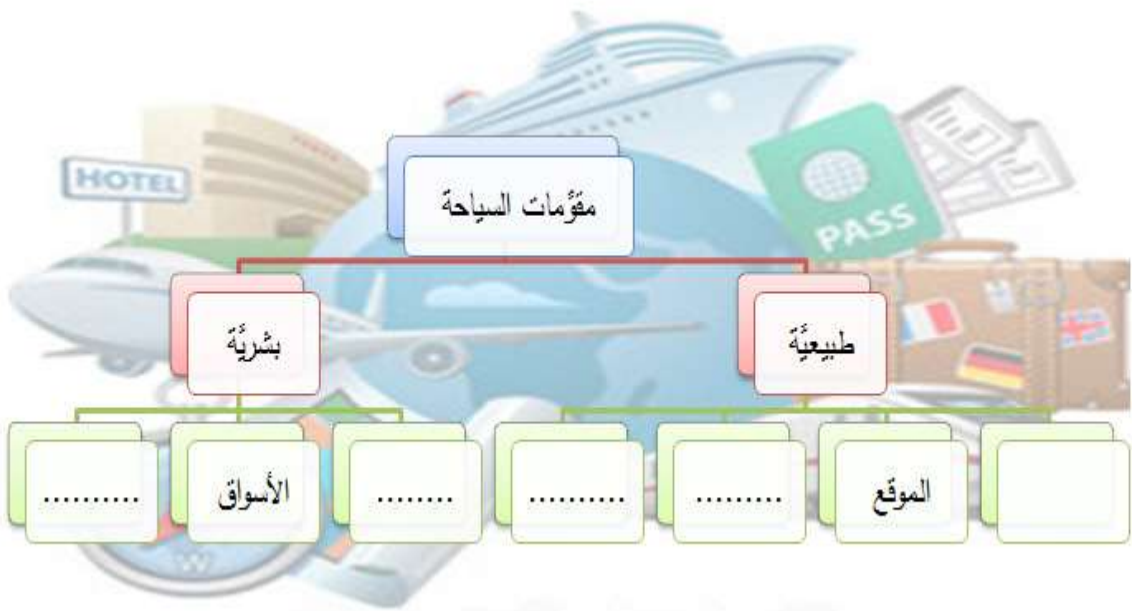 HOTEL
PASS
مقوِّمات السياحة
طبيعيَّة
بشريَّة
الموقع
.........
..........
........
الأسواق
..........
W